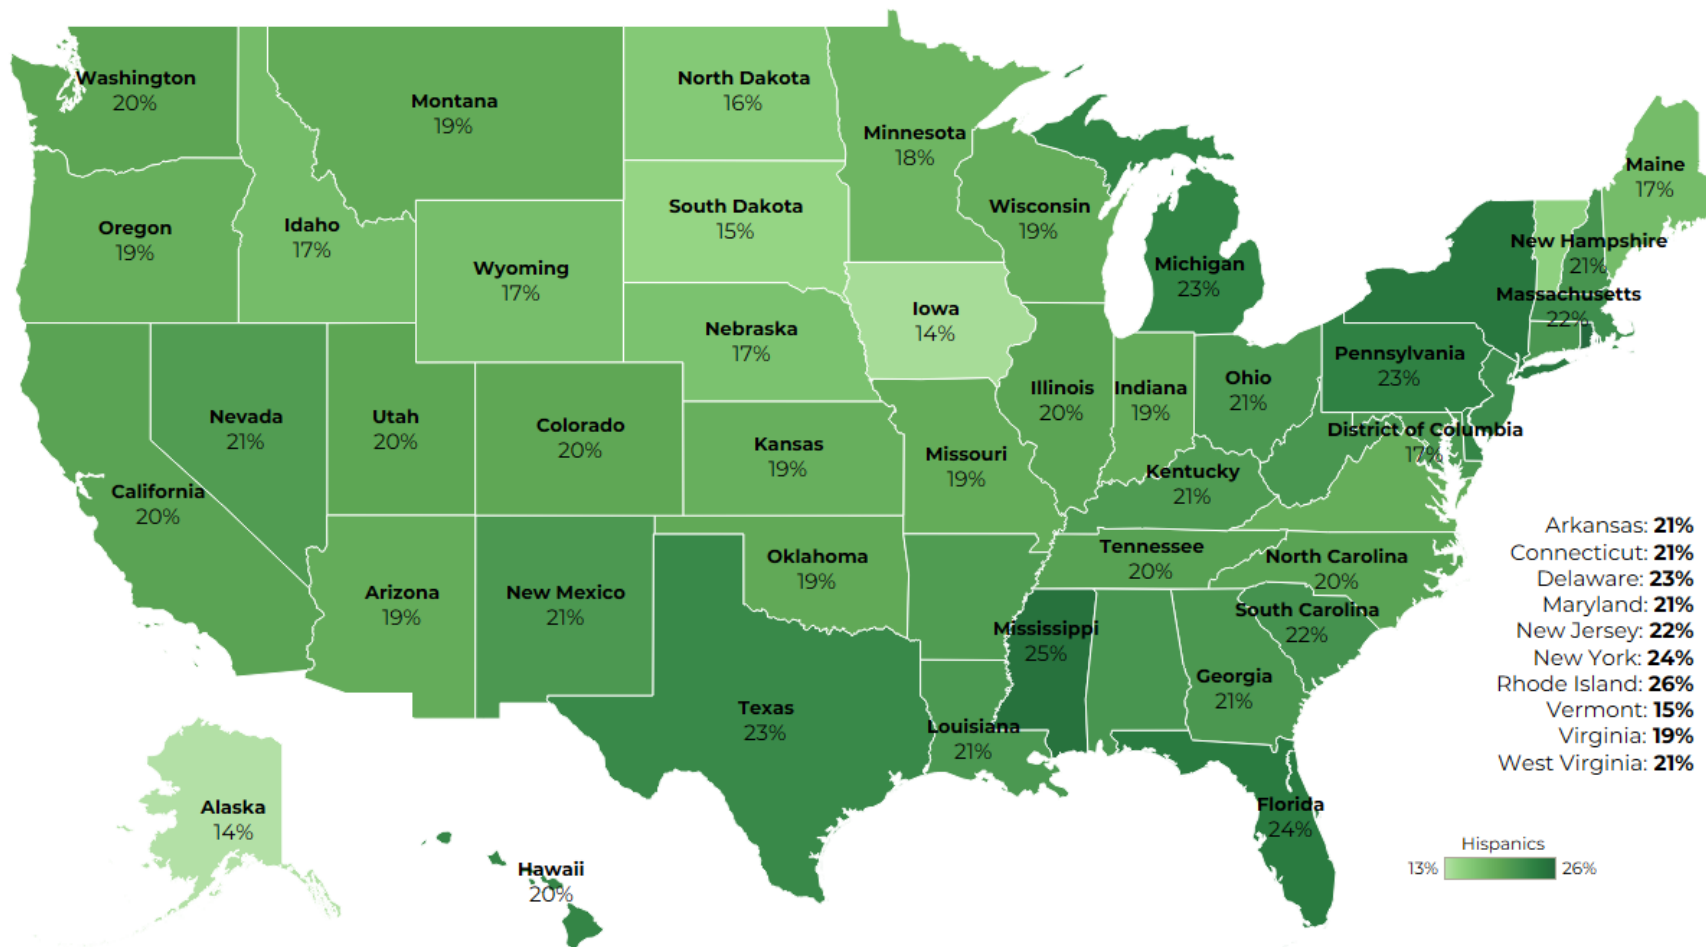 Washington
20%
Montana
19%
North Dakota
16%
Minnesota
18%
Maine
17%
Oregon
19%
Idaho
17%
South Dakota
15%
Wisconsin
19%
New Hampshire
21%
Wyoming
17%
Michigan
23%
Massachusetts
22%
Iowa
14%
Nebraska
17%
Pennsylvania
23%
Nevada
21%
Utah
20%
Colorado
20%
Kansas
19%
Illinois
20%
Indiana
19%
Ohio
21%
District of Columbia
17%
Missouri
19%
Kentucky
21%
California
20%
Arizona
19%
New Mexico
21%
Oklahoma
19%
Tennessee
20%
North Carolina
20%
Mississippi
25%
South Carolina
22%
Georgia
21%
Texas
23%
Louisiana
21%
Alaska
14%
Hawaii
20%
Florida
24%
Arkansas: 21%
Connecticut: 21%
Delaware: 23%
Maryland: 21%
New Jersey: 22%
New York: 24%
Rhode Island: 26%
Vermont: 15%
Virginia: 19%
West Virginia: 21%
Hispanics
13% 26%